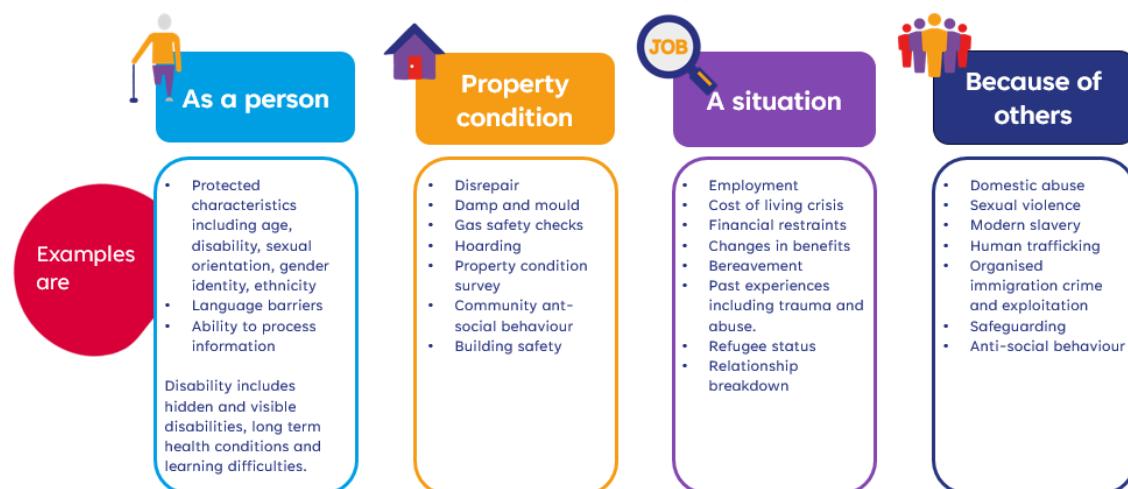 As a person
Property
condition
JOB
A situation
Because of
others
Examples
are
• Protected
characteristics
including age,
disability, sexual
orientation, gender
identity, ethnicity
• Language barriers
• Ability to process
information
Disability includes
hidden and visible
disabilities, long term
health conditions and
learning difficulties.
• Disrepair
• Damp and mould
• Gas safety checks
• Hoarding
• Property condition
survey
• Community ant-
social behaviour
• Building safety
• Employment
• Cost of living crisis
• Financial restraints
• Changes in benefits
• Bereavement
• Past experiences
including trauma and
abuse.
• Refugee status
• Relationship
breakdown
• Domestic abuse
• Sexual violence
• Modern slavery
• Human trafficking
• Organised
immigration crime
and exploitation
• Safeguarding
• Anti-social behaviour